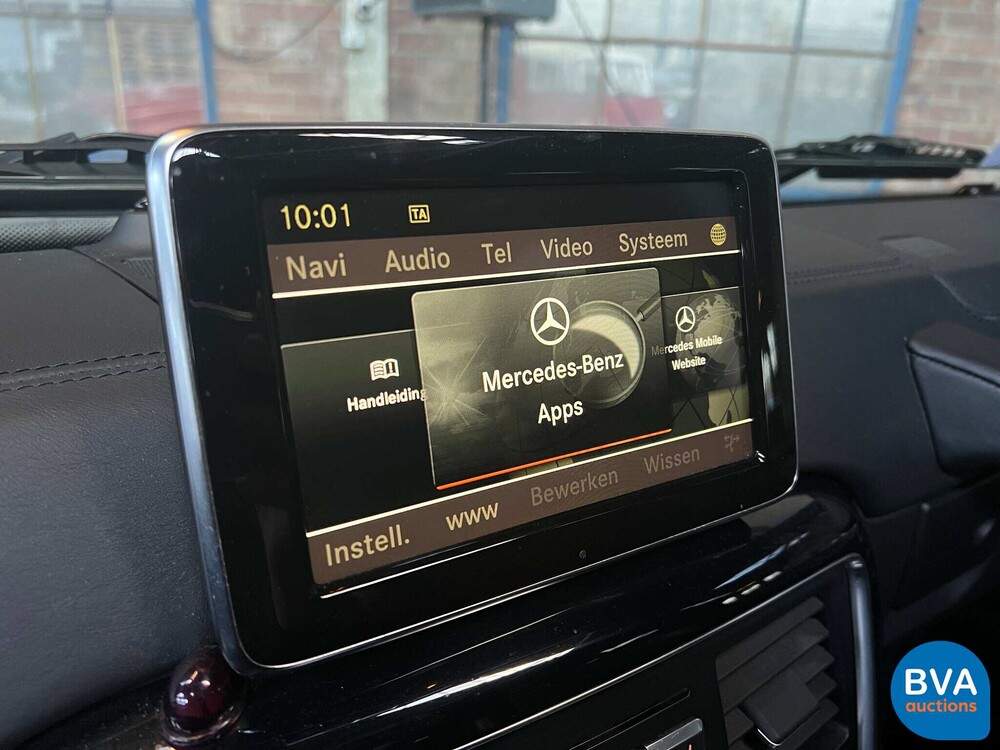 10:01 TA
Navi Audio Tel Video Systeem
Handleiding
Mercedes-Benz
Apps
Mercedes Mobile
Website
Instell. www Bewerken Wissen
BVA
auctions